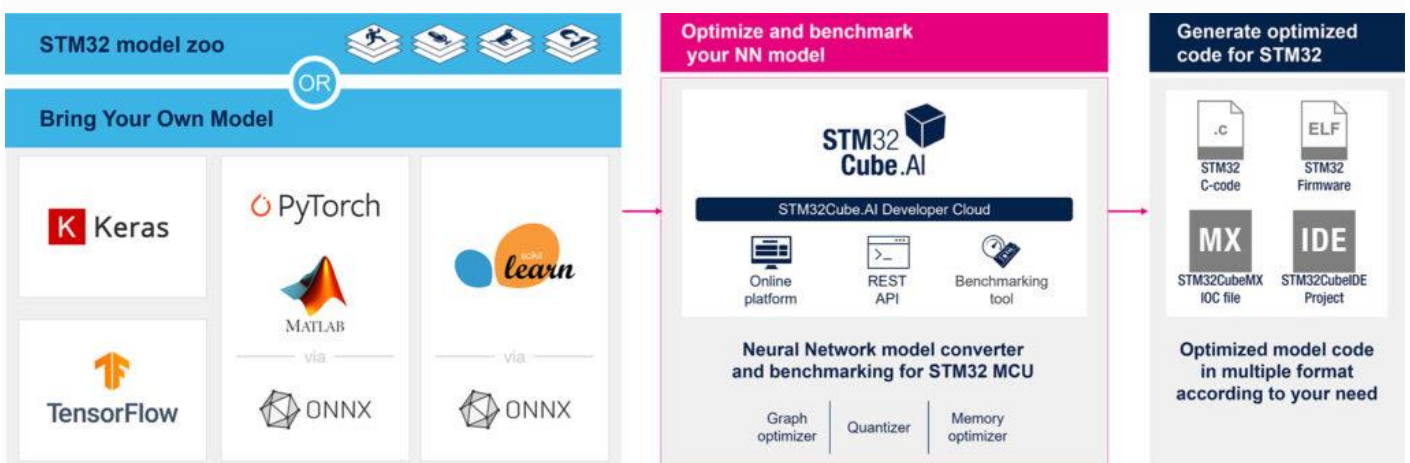 STM32 model zoo
OR
Bring Your Own Model
K Keras
TensorFlow
PyTorch
MATLAB
via
ONNX
scikit
learn
via
ONNX
Optimize and benchmark
your NN model
STM32
Cube.AI
STM32Cube.AI Developer Cloud
Online
platform
>_
REST
API
Benchmarking
tool
Neural Network model converter
and benchmarking for STM32 MCU
Graph
optimizer
Quantizer
Memory
optimizer
Generate optimized
code for STM32
.c
STM32
C-code
ELF
STM32
Firmware
MX
STM32CubeMX
IOC file
IDE
STM32CubeIDE
Project
Optimized model code
in multiple format
according to your need